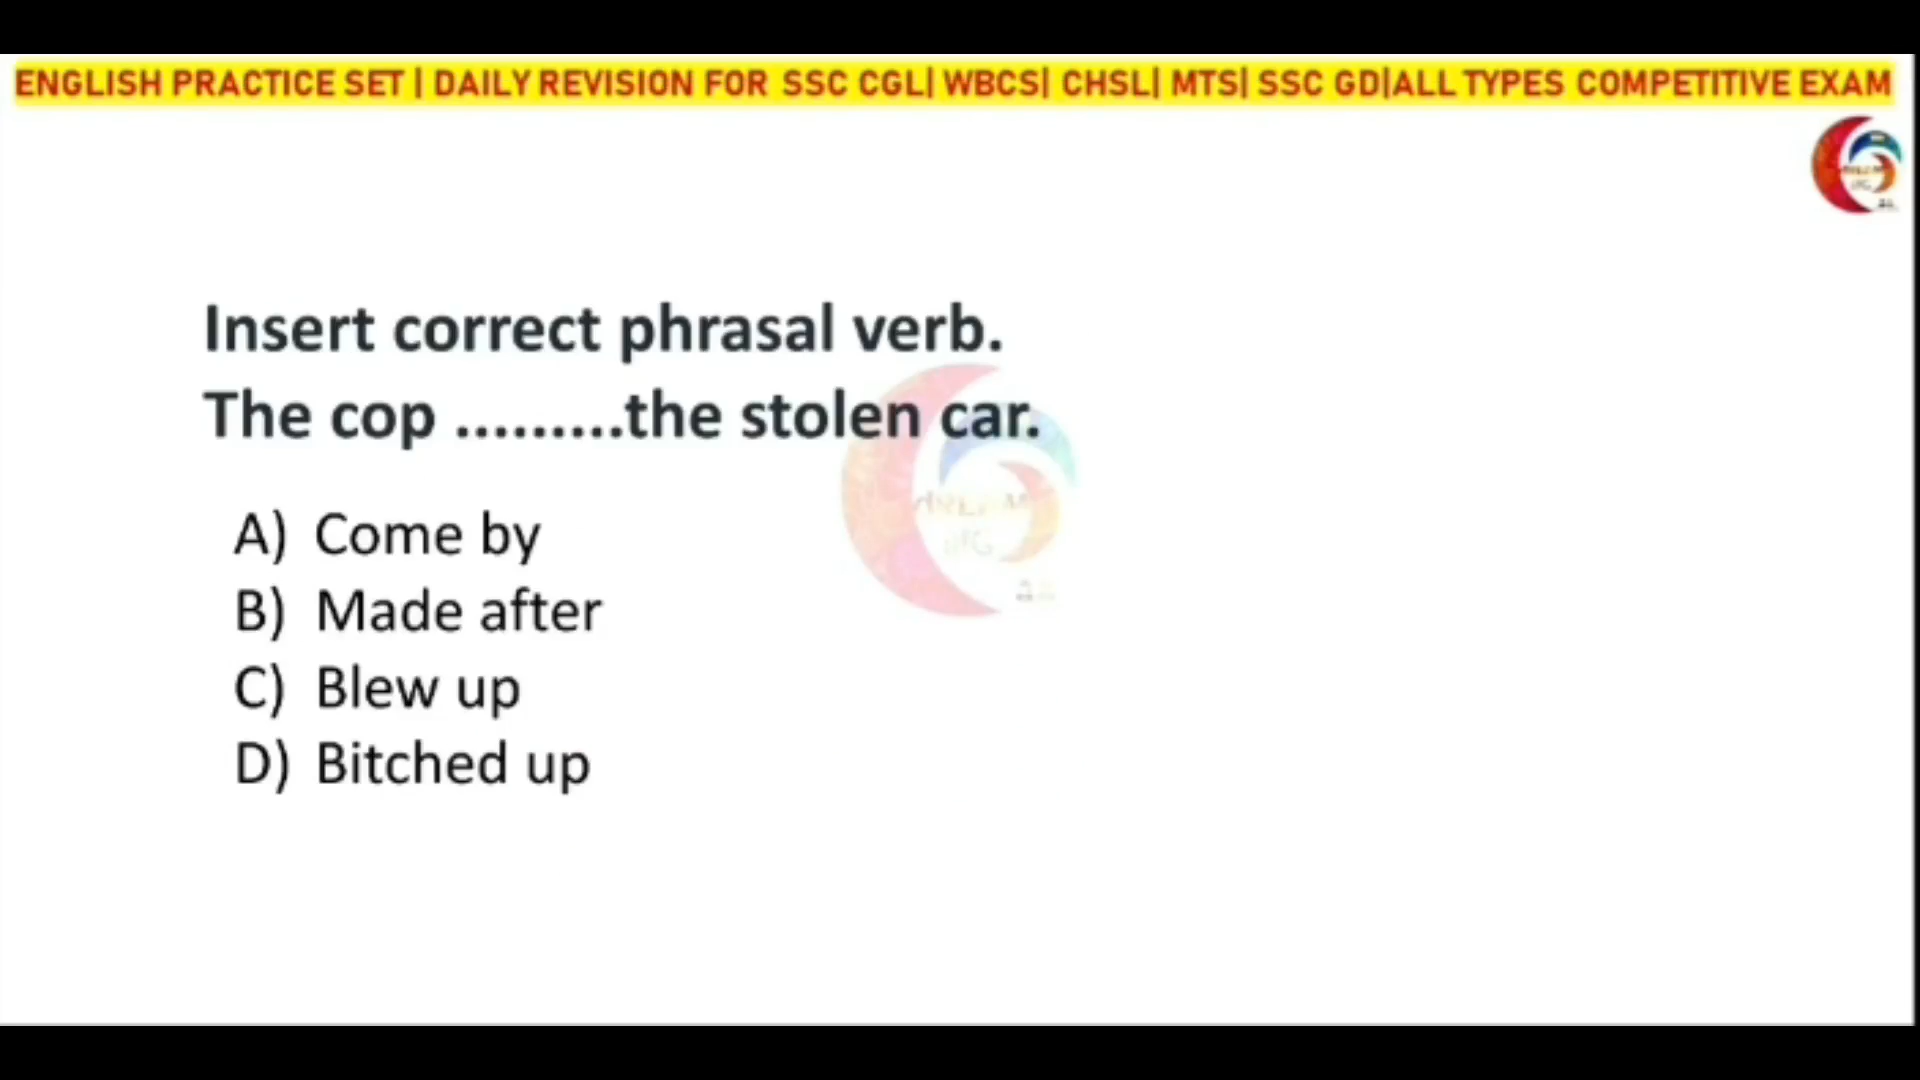 ENGLISH PRACTICE SET | DAILY REVISION FOR SSC CGL| WBCS| CHSL| MTS| SSC GD|ALL TYPES COMPETITIVE EXAM
Insert correct phrasal verb.
The cop .........the stolen car.
A) Come by
B) Made after
C) Blew up
D) Bitched up